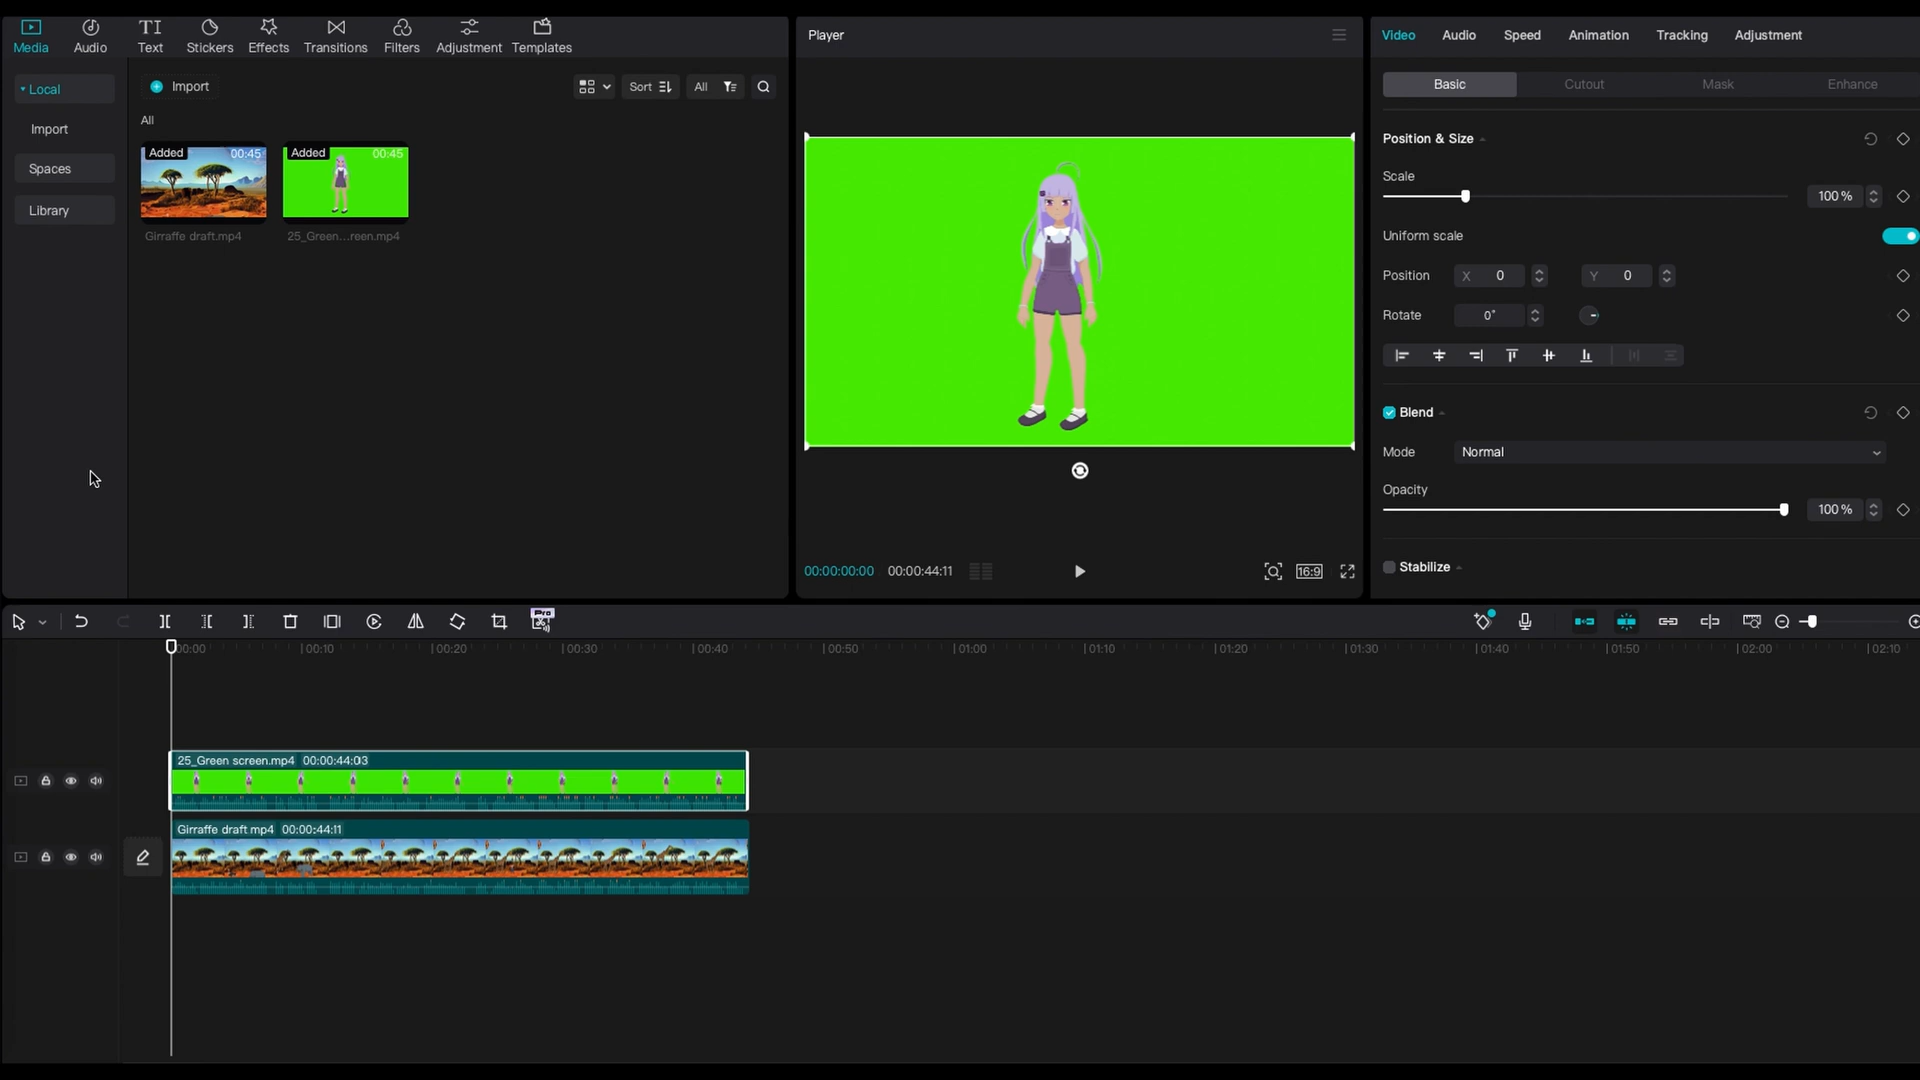 Media
Audio
Text
Stickers
Effects
Transitions
Filters
Adjustment
Templates
Local
Import
Spaces
Library
Import
Sort
All
All
Added
00:45
Girraffe draft.mp4
Added
00:45
25_Green...reen.mp4
Player
00:00:00:00
00:00:44:11
16:9
Video
Audio
Speed
Animation
Tracking
Adjustment
Basic
Cutout
Mask
Enhance
Position & Size
Scale
100%
Uniform scale
Position
X 0
Y 0
Rotate
0°
Blend
Mode
Normal
Opacity
100%
Stabilize
Pro
00:00
00:10
00:20
00:30
00:40
00:50
01:00
01:10
01:20
01:30
01:40
01:50
02:00
02:10
25_Green screen.mp4 00:00:44:03
Girraffe draft.mp4 00:00:44:11